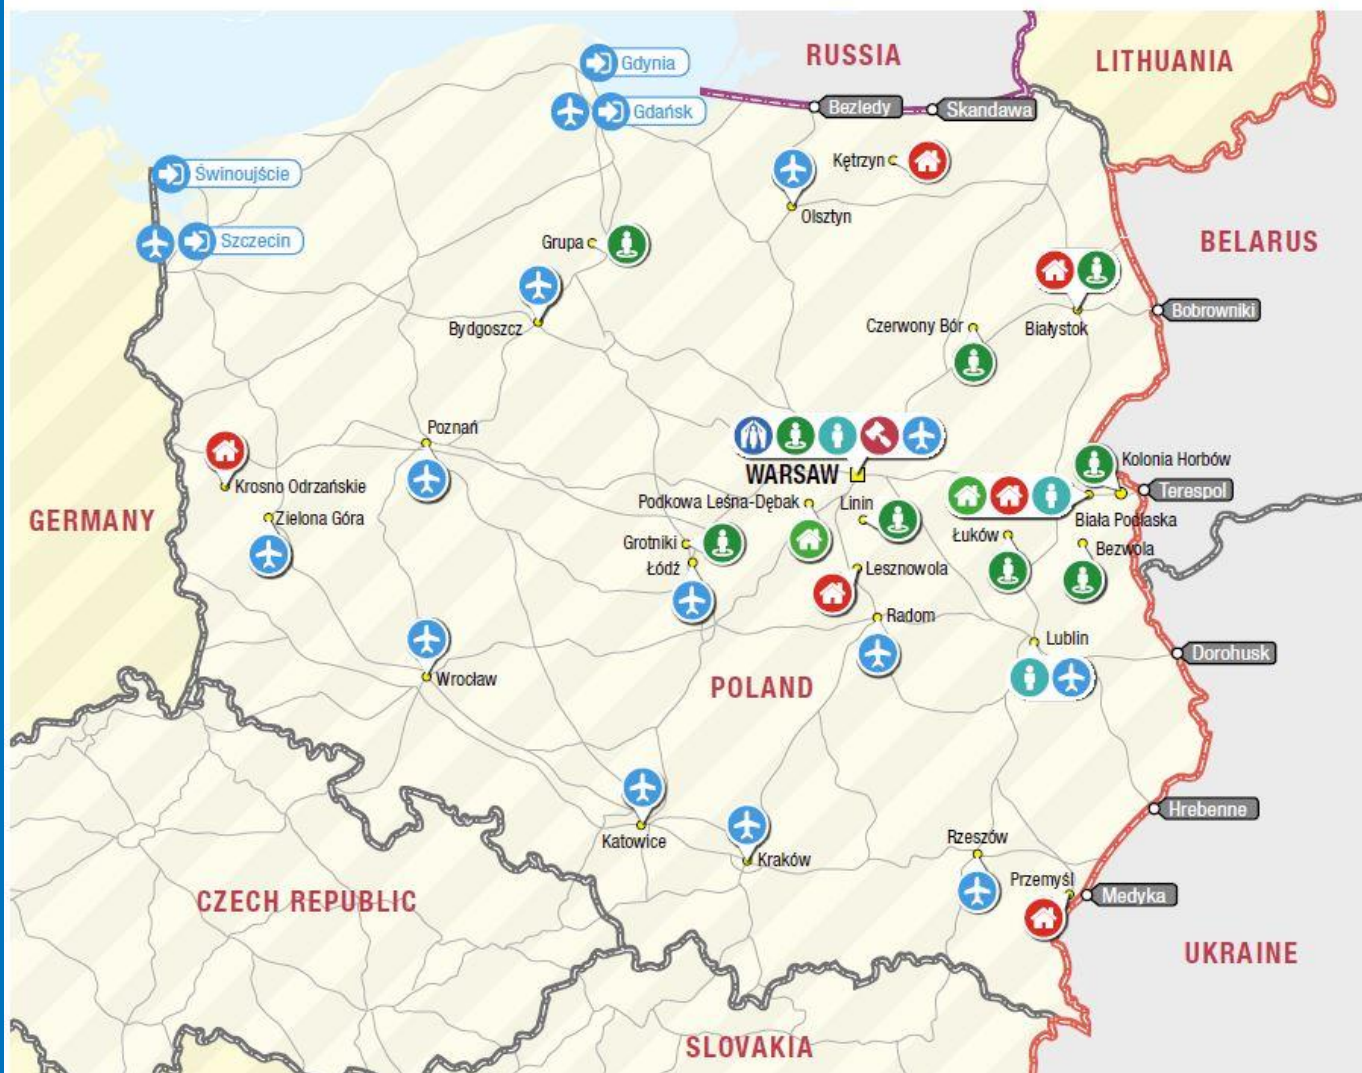 RUSSIA
LITHUANIA
Gdynia
Gdańsk
Bezledy
Skandawa
Kętrzyn
Świnoujście
Olsztyn
Szczecin
Grupa
BELARUS
Bydgoszcz
Czerwony Bór
Białystok
Bobrowniki
Poznań
WARSAW
Kolonia Horbów
Krosno Odrzańskie
Terespol
Podkowa Leśna-Dębak
Linin
Biała Podlaska
GERMANY
Zielona Góra
Grotniki
Łuków
Bezwola
Łódź
Lesznowola
Radom
Lublin
Dorohusk
Wrocław
POLAND
Hrebenne
Katowice
Kraków
Rzeszów
Przemyśl
Medyka
CZECH REPUBLIC
UKRAINE
SLOVAKIA